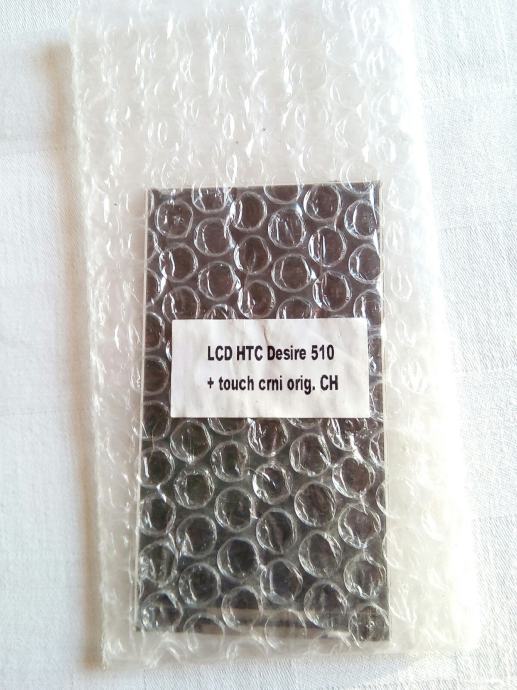 LCD HTC Desire 510
+ touch crni orig. CH